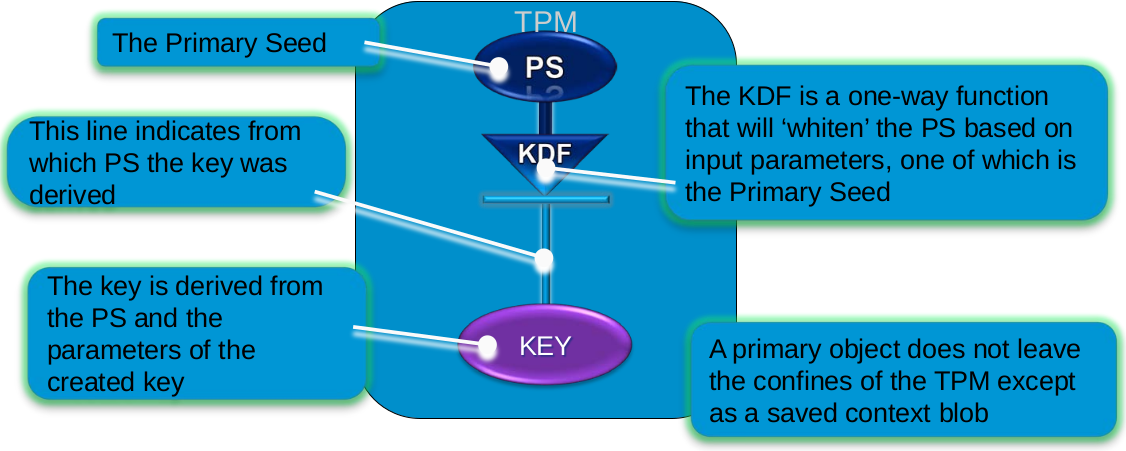 TPM
The Primary Seed
PS
The KDF is a one-way function
that will ‘whiten’ the PS based on
input parameters, one of which is
the Primary Seed
This line indicates from
which PS the key was
derived
KDF
The key is derived from
the PS and the
parameters of the
created key
KEY
A primary object does not leave
the confines of the TPM except
as a saved context blob